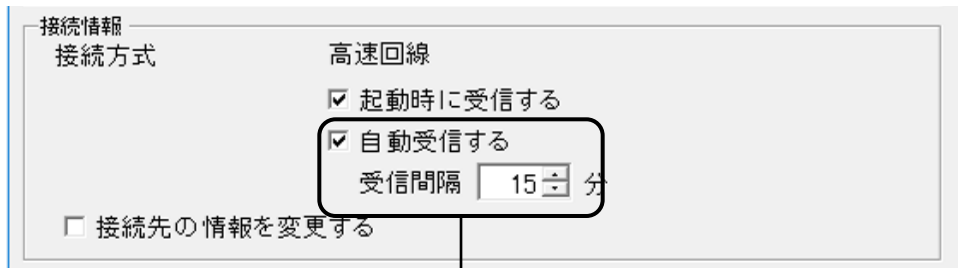 接続情報
接続方式 高速回線
起動時に受信する
自動受信する
受信間隔 15 分
接続先の情報を変更する